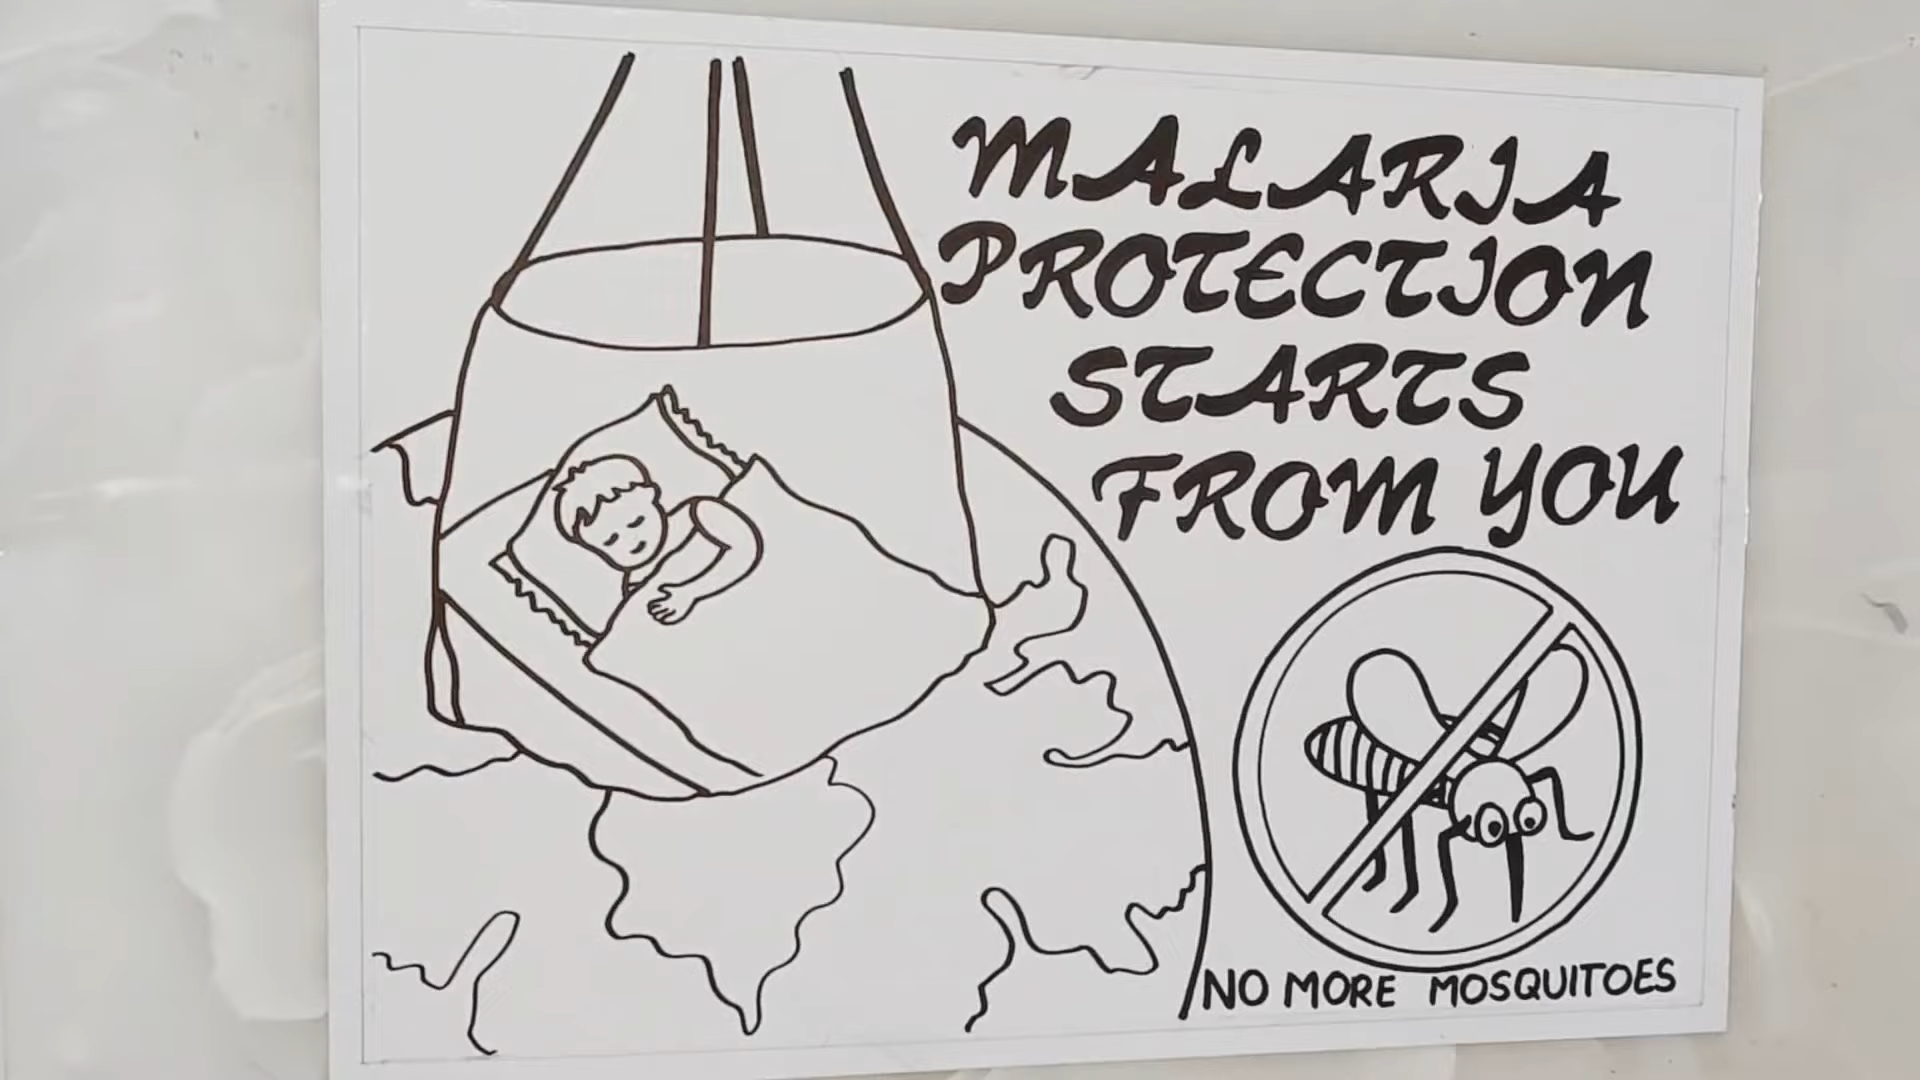 MALARIA
PROTECTION
STARTS
FROM YOU
NO MORE MOSQUITOES